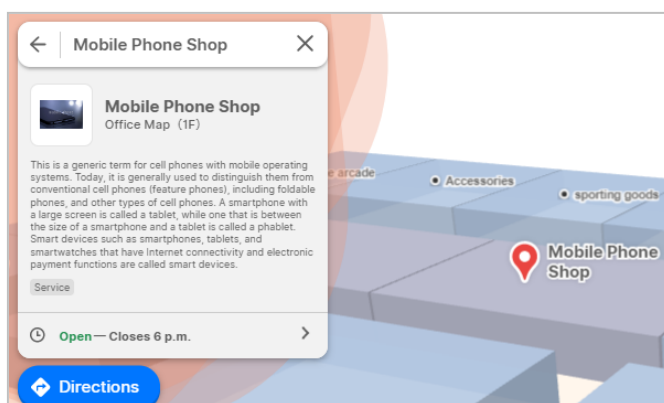 Mobile Phone Shop
Mobile Phone Shop
Office Map (1F)
This is a generic term for cell phones with mobile operating
systems. Today, it is generally used to distinguish them from
conventional cell phones (feature phones), including foldable
phones, and other types of cell phones. A smartphone with
a large screen is called a tablet, while one that is between
the size of a smartphone and a tablet is called a phablet.
Smart devices such as smartphones, tablets, and
smartwatches that have Internet connectivity and electronic
payment functions are called smart devices.
Service
Open — Closes 6 p.m.
Directions
arcade
Accessories
sporting goods
Mobile Phone
Shop